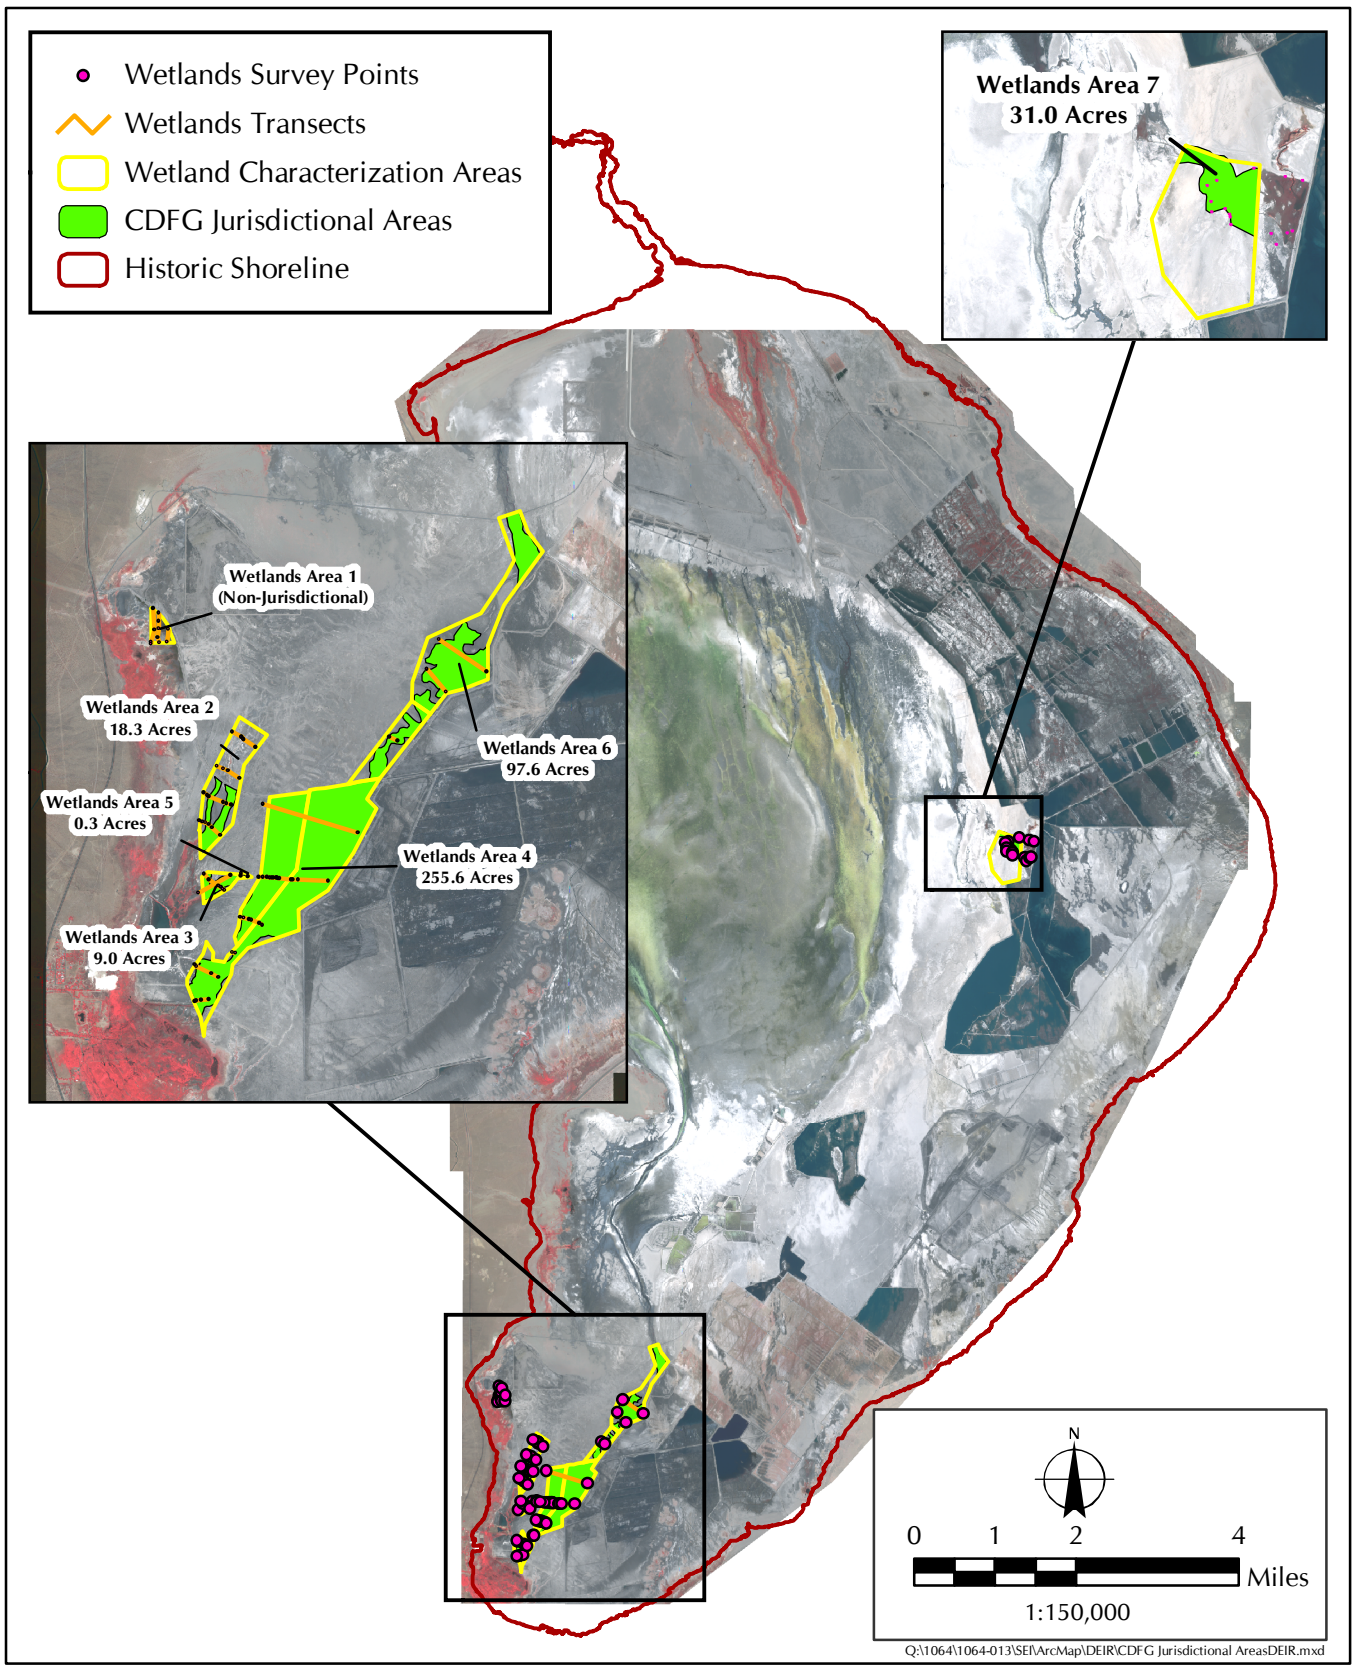 Wetlands Survey Points
Wetlands Transects
Wetland Characterization Areas
CDFG Jurisdictional Areas
Historic Shoreline
Wetlands Area 7
31.0 Acres
Wetlands Area 1
(Non-Jurisdictional)
Wetlands Area 2
18.3 Acres
Wetlands Area 6
97.6 Acres
Wetlands Area 5
0.3 Acres
Wetlands Area 4
255.6 Acres
Wetlands Area 3
9.0 Acres
N
0 1 2 4
Miles
1:150,000
Q:\1064\1064-013\SEI\ArcMap\DEIR\CDFG Jurisdictional AreasDEIR.mxd